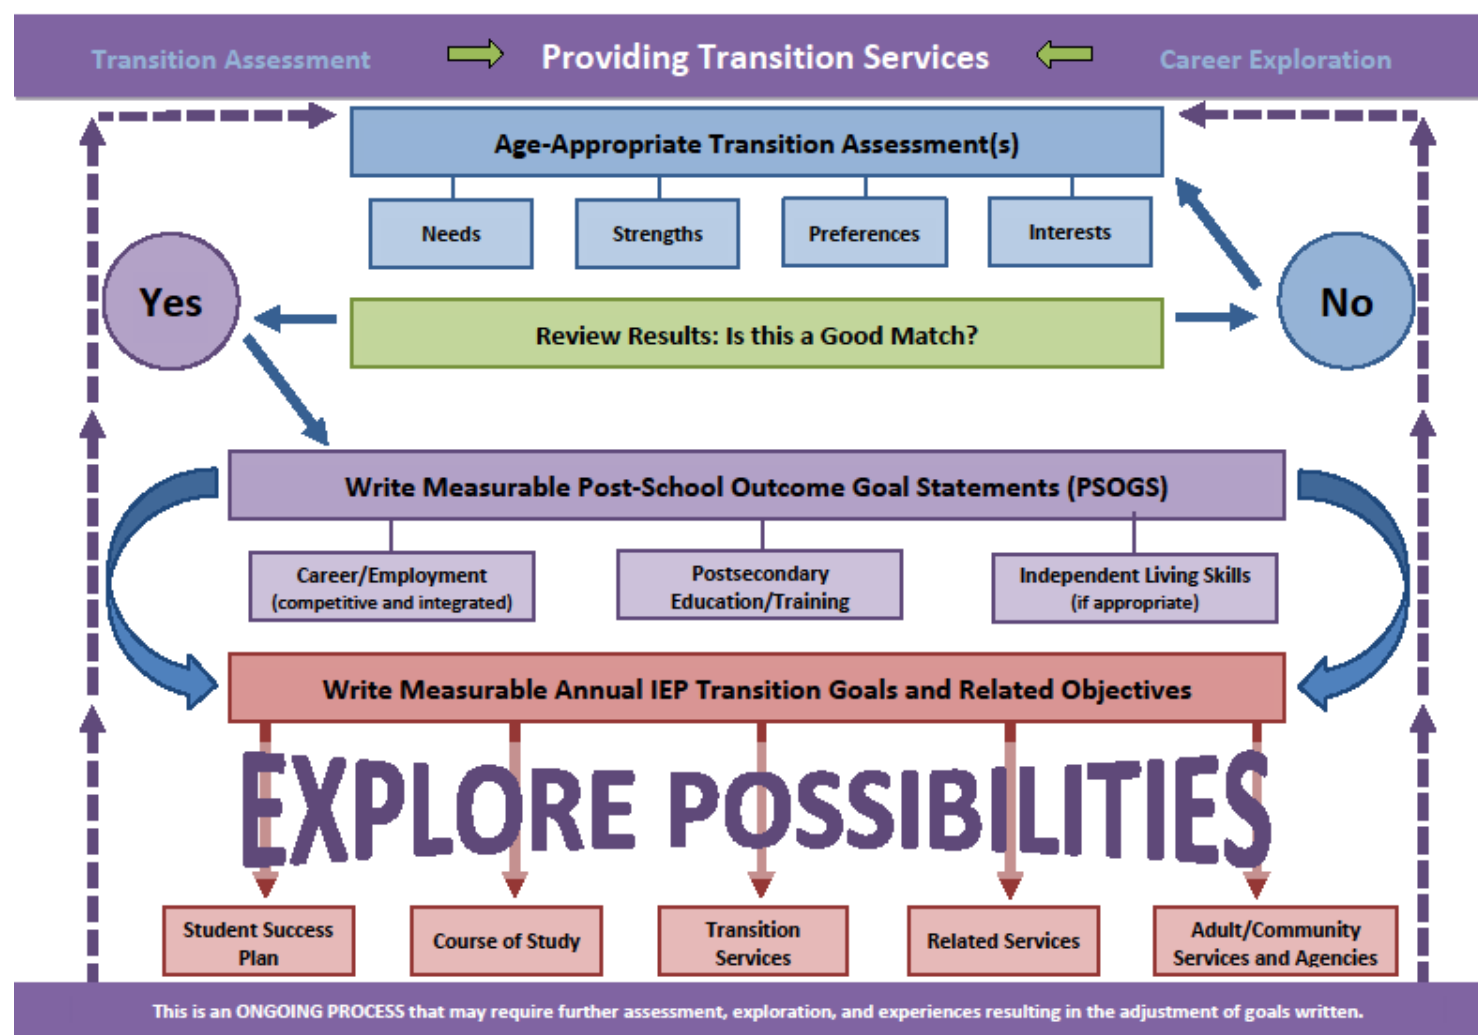 Transition Assessment
Providing Transition Services
Career Exploration
Age-Appropriate Transition Assessment(s)
Needs
Strengths
Preferences
Interests
Yes
No
Review Results: Is this a Good Match?
Write Measurable Post-School Outcome Goal Statements (PSOGS)
Career/Employment
(competitive and integrated)
Postsecondary
Education/Training
Independent Living Skills
(if appropriate)
Write Measurable Annual IEP Transition Goals and Related Objectives
EXPLORE POSSIBILITIES
Student Success
Plan
Course of Study
Transition
Services
Related Services
Adult/Community
Services and Agencies
This is an ONGOING PROCESS that may require further assessment, exploration, and experiences resulting in the adjustment of goals written.